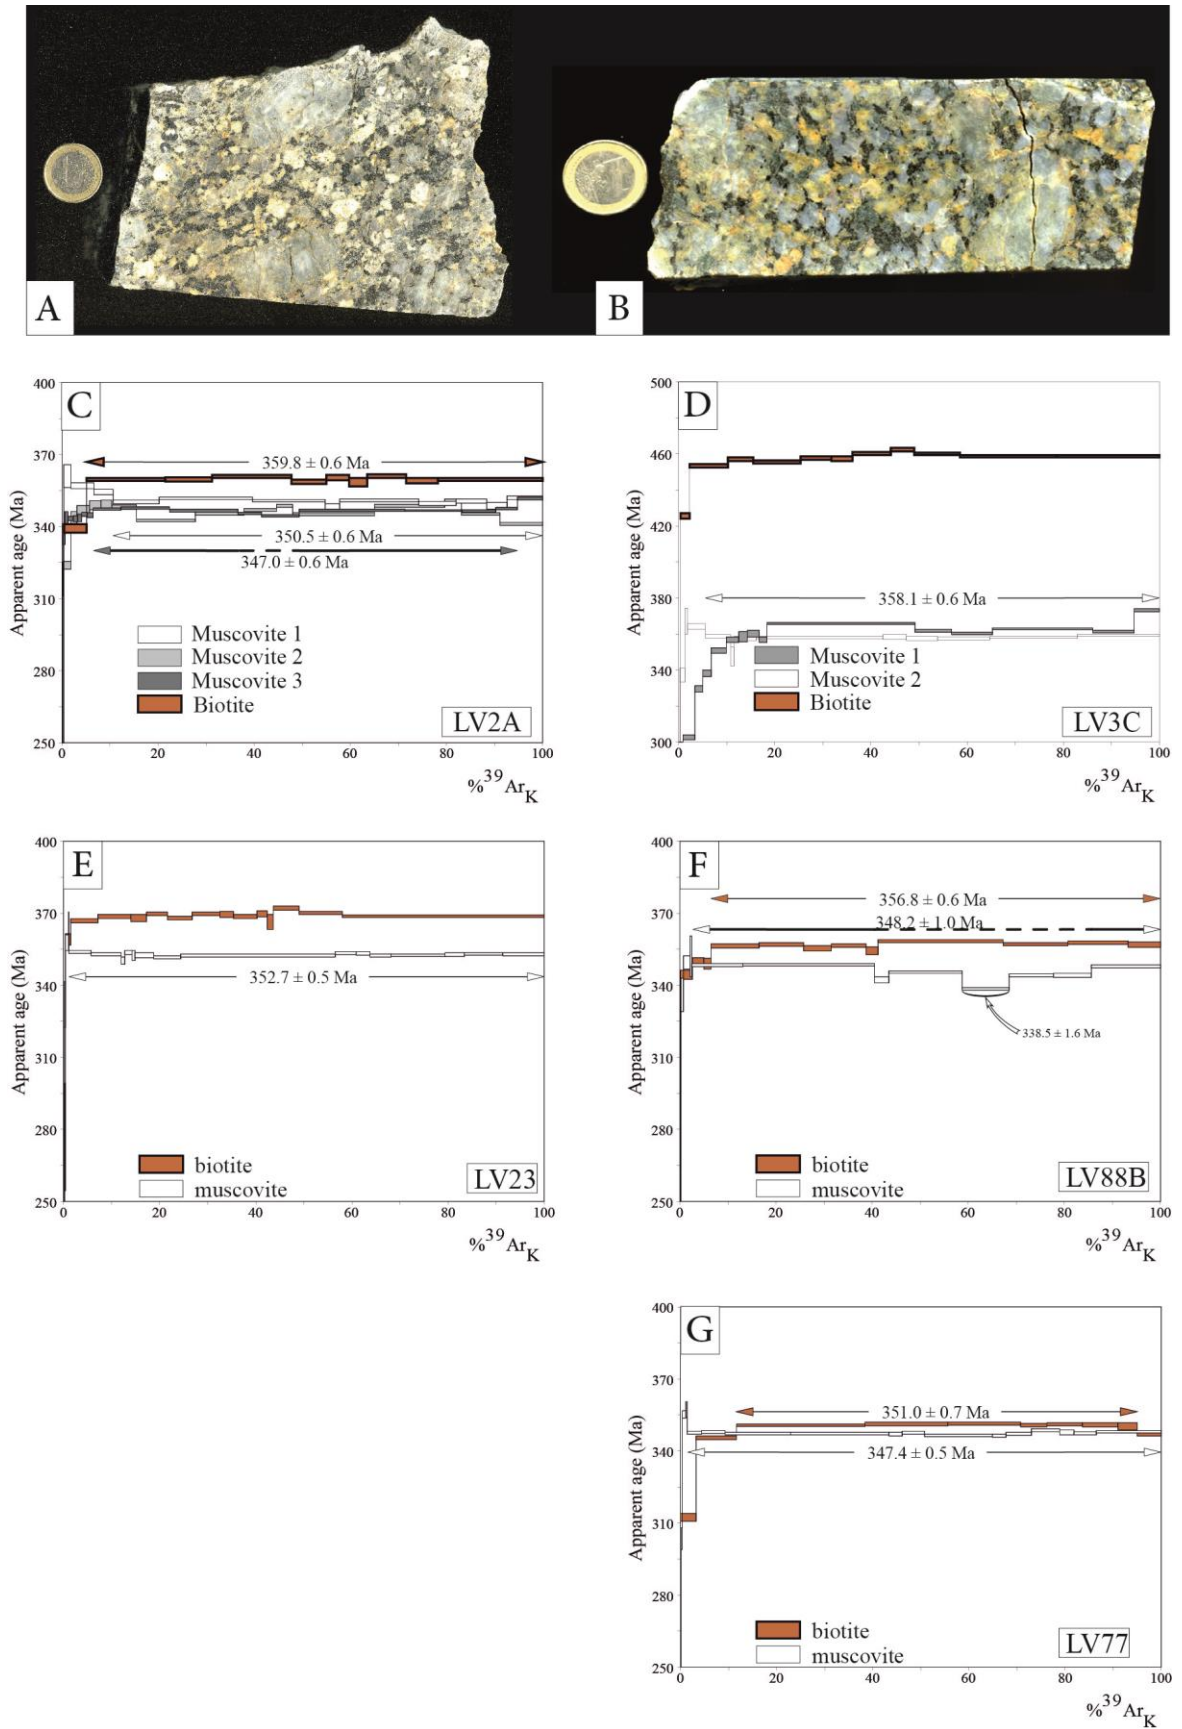 A
B
C
400
370
340
310
280
250
Apparent age (Ma)
359.8 ± 0.6 Ma
350.5 ± 0.6 Ma
347.0 ± 0.6 Ma
Muscovite 1
Muscovite 2
Muscovite 3
Biotite
LV2A
0 20 40 60 80 100
%39ArK
D
500
460
420
380
340
300
Apparent age (Ma)
358.1 ± 0.6 Ma
Muscovite 1
Muscovite 2
Biotite
LV3C
0 20 40 60 80 100
%39ArK
E
400
370
340
310
280
250
Apparent age (Ma)
352.7 ± 0.5 Ma
biotite
muscovite
LV23
0 20 40 60 80 100
%39ArK
F
400
370
340
310
280
250
Apparent age (Ma)
356.8 ± 0.6 Ma
348.2 ± 1.0 Ma
338.5 ± 1.6 Ma
biotite
muscovite
LV88B
0 20 40 60 80 100
%39ArK
G
400
370
340
310
280
250
Apparent age (Ma)
351.0 ± 0.7 Ma
347.4 ± 0.5 Ma
biotite
muscovite
LV77
0 20 40 60 80 100
%39ArK